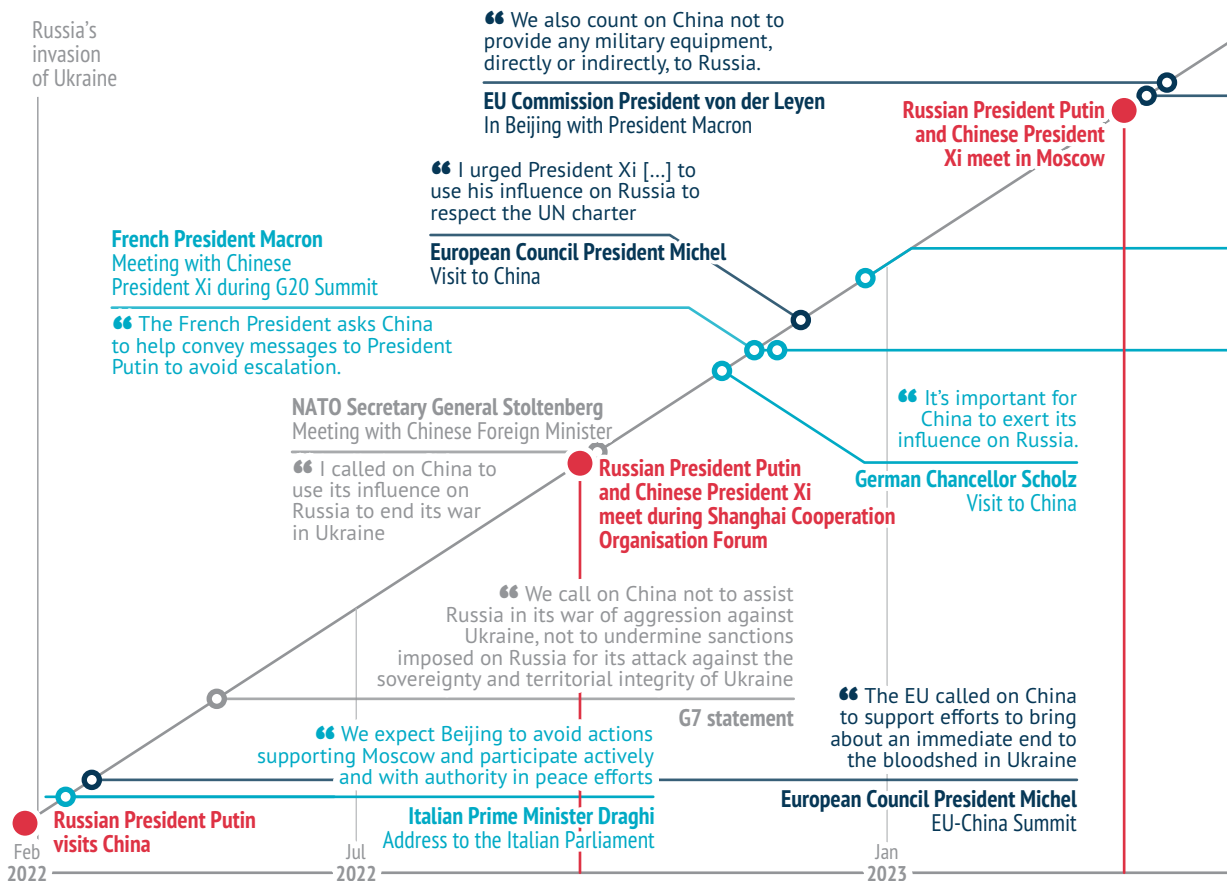 Russia's
invasion
of Ukraine
❝ We also count on China not to
provide any military equipment,
directly or indirectly, to Russia.
EU Commission President von der Leyen
In Beijing with President Macron
Russian President Putin
and Chinese President
Xi meet in Moscow
❝ I urged President Xi [...] to
use his influence on Russia to
respect the UN charter
European Council President Michel
Visit to China
French President Macron
Meeting with Chinese
President Xi during G20 Summit
❝ The French President asks China
to help convey messages to President
Putin to avoid escalation.
NATO Secretary General Stoltenberg
Meeting with Chinese Foreign Minister
❝ I called on China to
use its influence on
Russia to end its war
in Ukraine
Russian President Putin
and Chinese President Xi
meet during Shanghai Cooperation
Organisation Forum
❝ It's important for
China to exert its
influence on Russia.
German Chancellor Scholz
Visit to China
❝ We call on China not to assist
Russia in its war of aggression against
Ukraine, not to undermine sanctions
imposed on Russia for its attack against the
sovereignty and territorial integrity of Ukraine
G7 statement
❝ We expect Beijing to avoid actions
supporting Moscow and participate actively
and with authority in peace efforts
Italian Prime Minister Draghi
Address to the Italian Parliament
❝ The EU called on China
to support efforts to bring
about an immediate end to
the bloodshed in Ukraine
European Council President Michel
EU-China Summit
Russian President Putin
visits China
Feb
2022
Jul
2022
Jan
2023